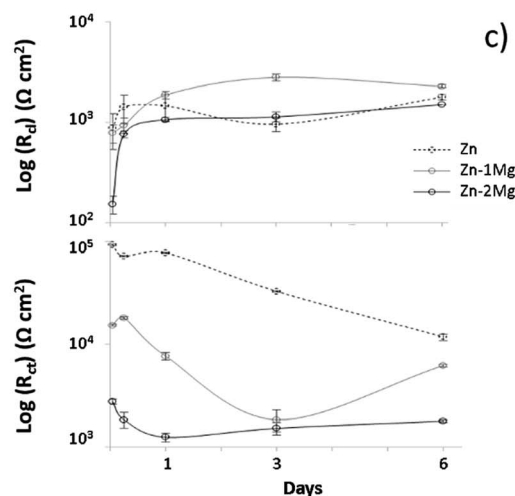 c)
10⁴
10³
10²
Log (R_cl) (Ω cm²)
Zn
Zn-1Mg
Zn-2Mg
10⁵
10⁴
10³
Log (R_ct) (Ω cm²)
1 3 6
Days